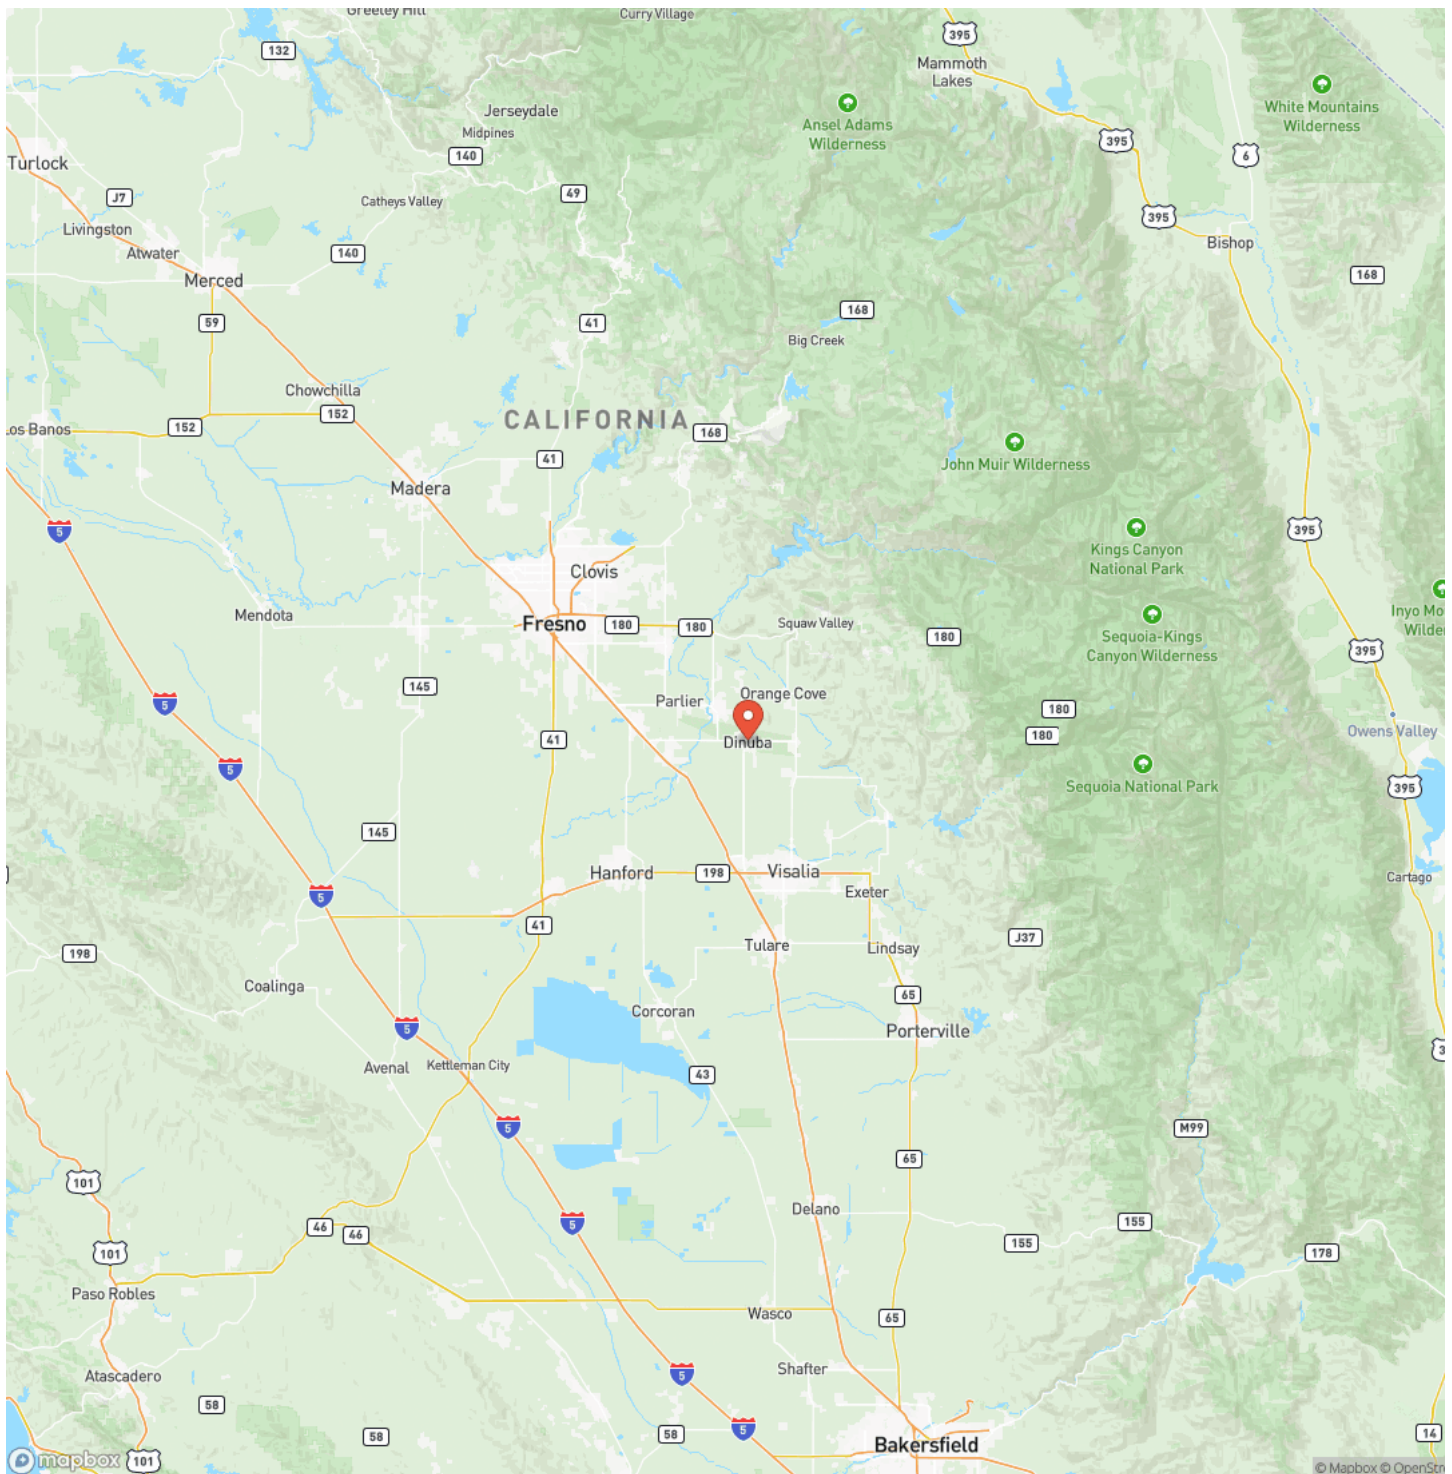 Greeley Hill
Curry Village
395
132
Mammoth
Lakes
White Mountains
Wilderness
Jerseydale
Ansel Adams
Wilderness
Midpines
395
140
6
Turlock
J7
49
Catheys Valley
395
Livingston
Bishop
Atwater
140
168
Merced
168
59
41
Big Creek
Chowchilla
152
CALIFORNIA
152
Los Banos
168
41
John Muir Wilderness
Madera
5
395
Kings Canyon
National Park
Clovis
Mendota
Inyo Mo
Wilder
Fresno
180
180
Squaw Valley
180
Sequoia-Kings
Canyon Wilderness
395
145
Orange Cove
Parlier
5
180
Owens Valley
180
41
Dinuba
5
Sequoia National Park
395
145
Hanford
198
Visalia
Cartago
5
Exeter
41
J37
Tulare
Lindsay
198
Coalinga
65
Corcoran
5
Porterville
3
Avenal
Kettleman City
43
5
M99
65
101
Delano
5
155
46
46
155
101
178
Paso Robles
Wasco
65
Shafter
5
Atascadero
58
5
58
58
14
Bakersfield
mapbox
101
© Mapbox © OpenStre